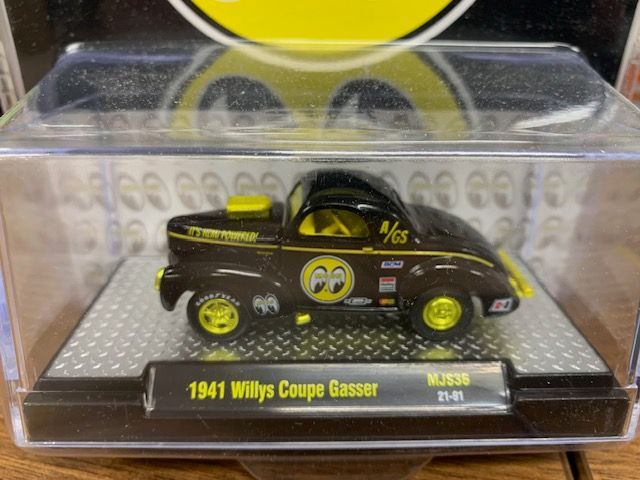 IT'S HEMI POWERED!
A/GS
GOODYEAR
1941 Willys Coupe Gasser
MJS36
21-01